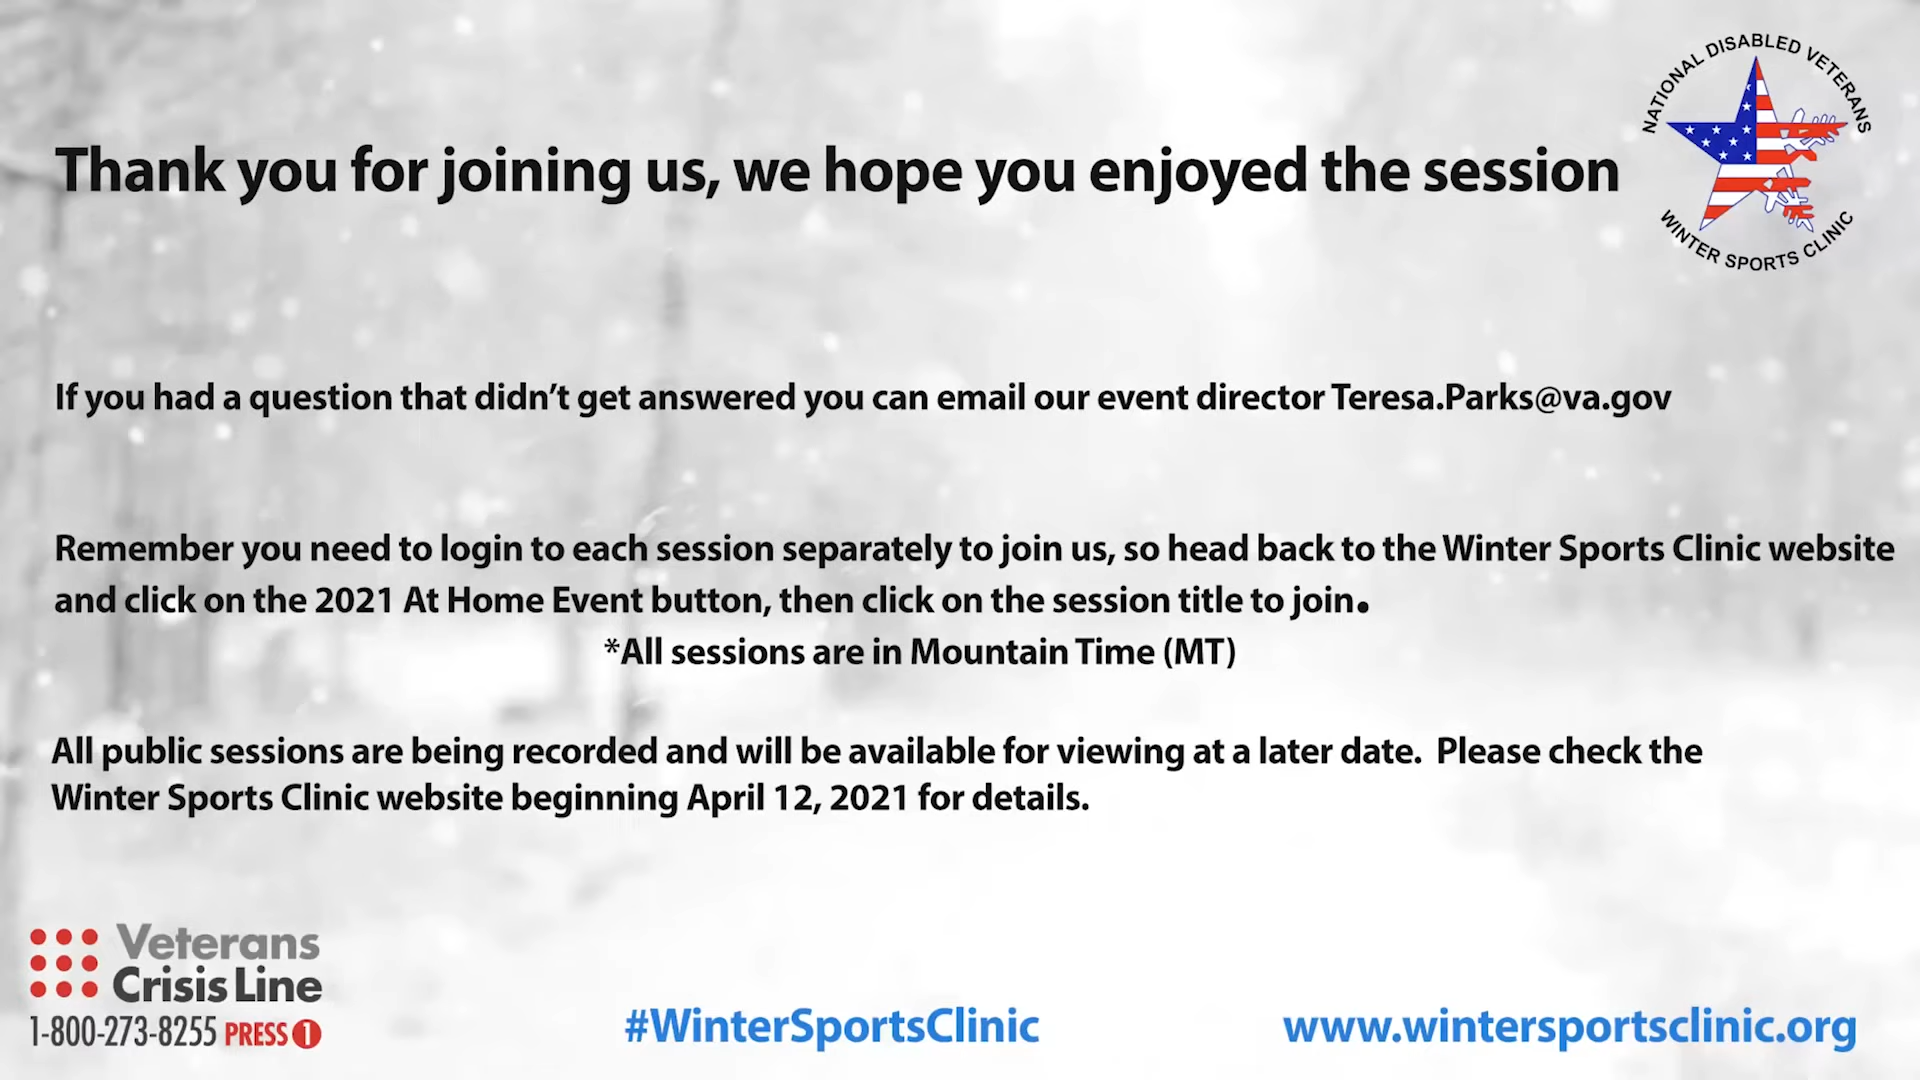 NATIONAL DISABLED VETERANS
WINTER SPORTS CLINIC
Thank you for joining us, we hope you enjoyed the session
If you had a question that didn't get answered you can email our event director Teresa.Parks@va.gov
Remember you need to login to each session separately to join us, so head back to the Winter Sports Clinic website
and click on the 2021 At Home Event button, then click on the session title to join.
*All sessions are in Mountain Time (MT)
All public sessions are being recorded and will be available for viewing at a later date.  Please check the
Winter Sports Clinic website beginning April 12, 2021 for details.
Veterans
Crisis Line
1-800-273-8255 PRESS 1
#WinterSportsClinic
www.wintersportsclinic.org